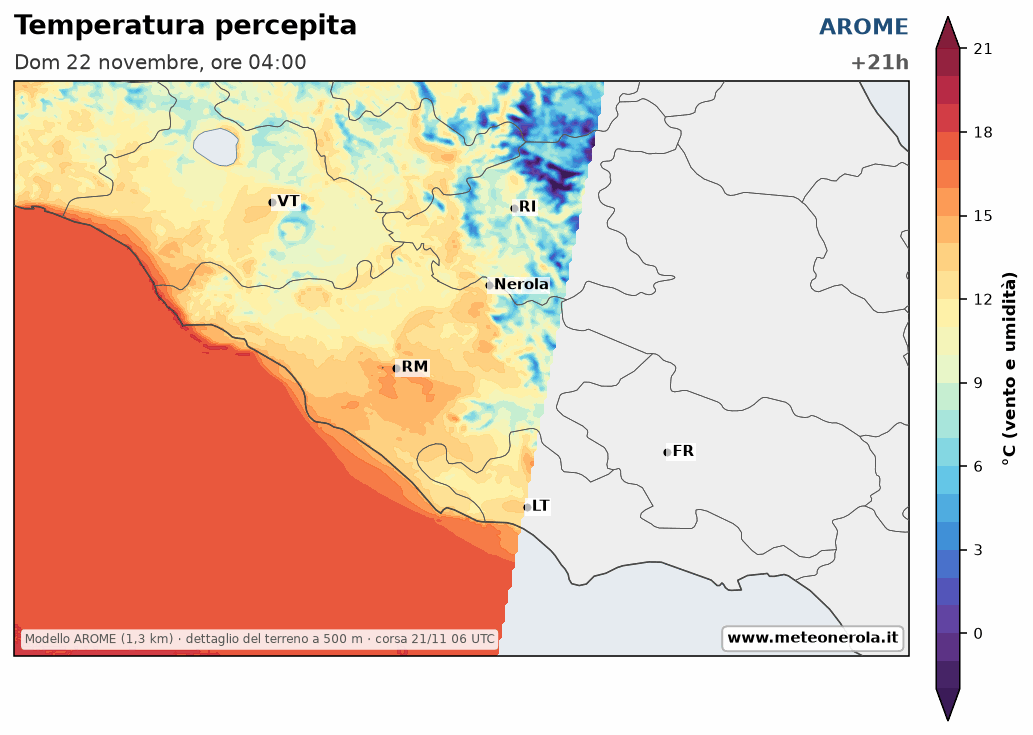 Temperatura percepita
AROME
Dom 22 novembre, ore 04:00
+21h
VT
RI
Nerola
RM
FR
LT
Modello AROME (1,3 km) · dettaglio del terreno a 500 m · corsa 21/11 06 UTC
www.meteonerola.it
21
18
15
12
9
6
3
0
°C (vento e umidità)